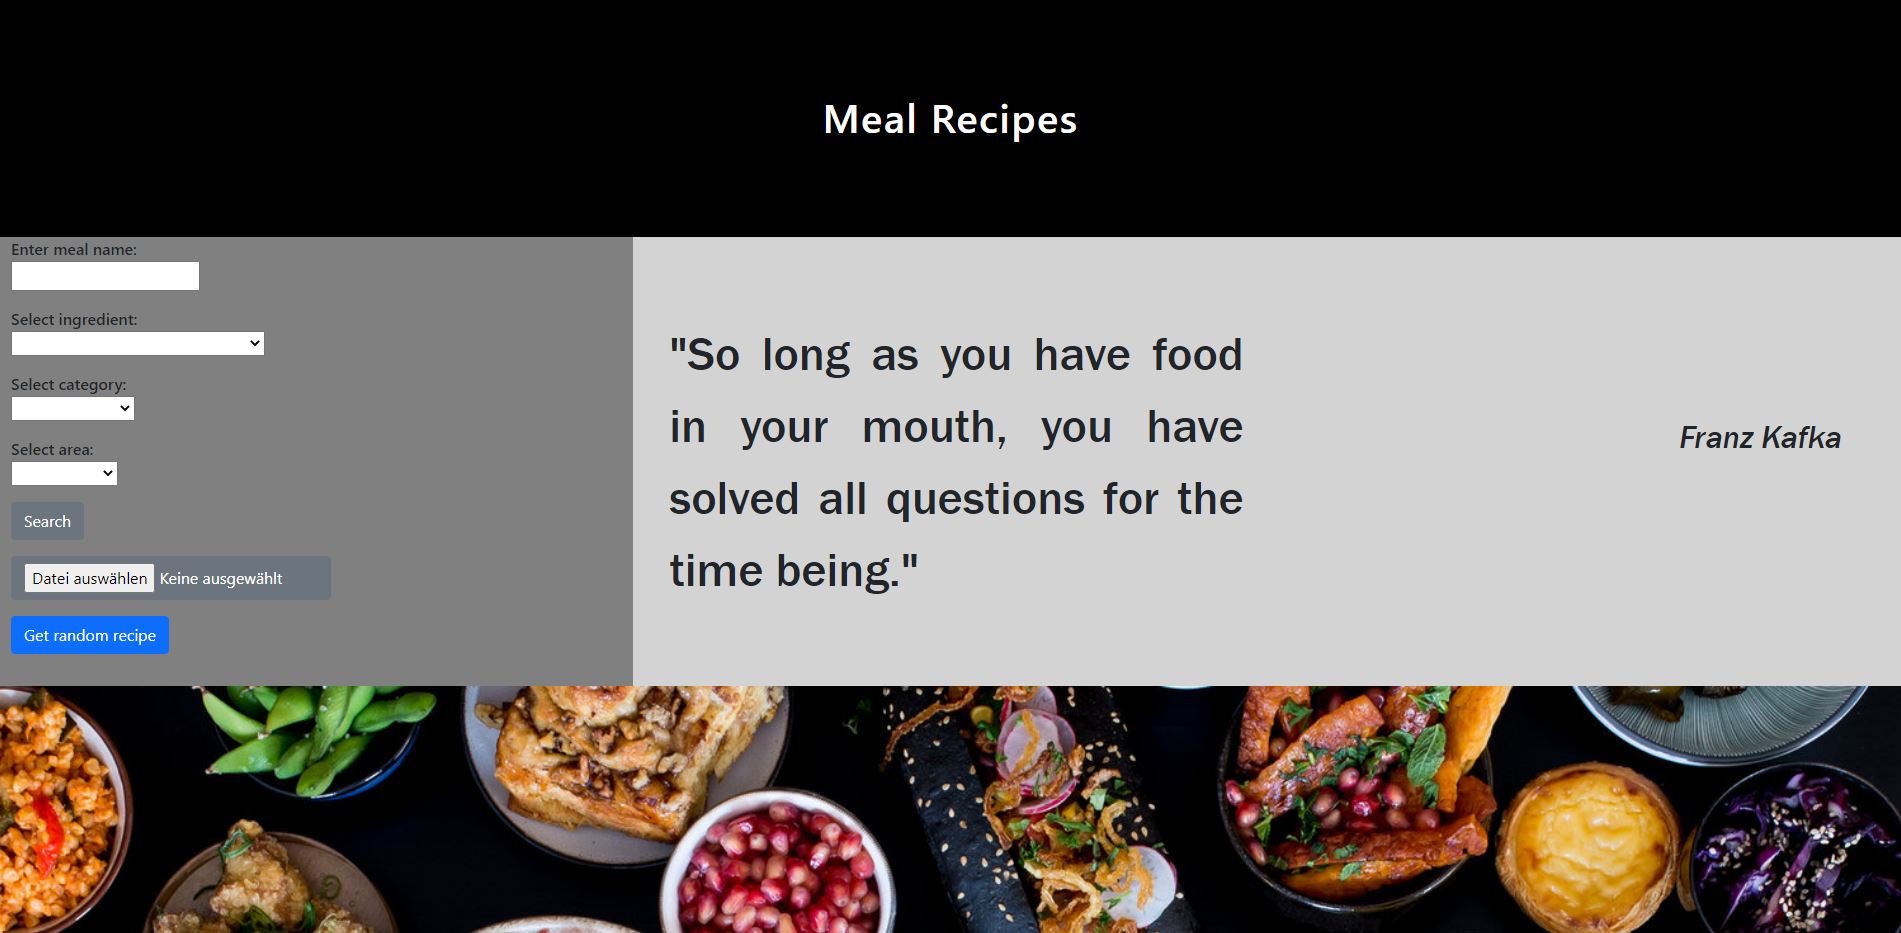 Meal Recipes
Enter meal name:
Select ingredient:
Select category:
Select area:
Search
Datei auswählen Keine ausgewählt
Get random recipe
"So long as you have food
in your mouth, you have
solved all questions for the
time being."
Franz Kafka